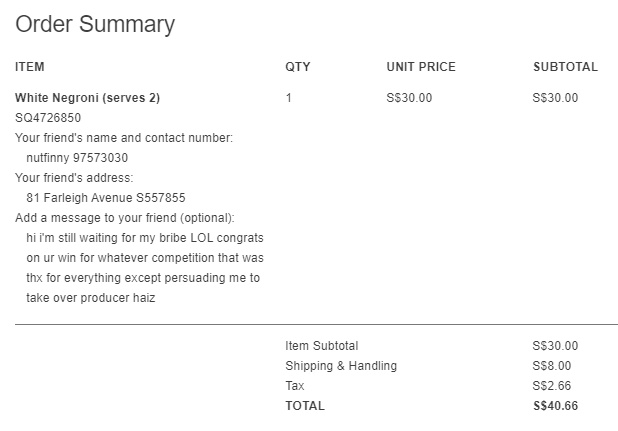 Order Summary
ITEM QTY UNIT PRICE SUBTOTAL
White Negroni (serves 2) 1 S$30.00 S$30.00
SQ4726850
Your friend's name and contact number:
nutfinny 97573030
Your friend's address:
81 Farleigh Avenue S557855
Add a message to your friend (optional):
hi i'm still waiting for my bribe LOL congrats
on ur win for whatever competition that was
thx for everything except persuading me to
take over producer haiz
Item Subtotal S$30.00
Shipping & Handling S$8.00
Tax S$2.66
TOTAL S$40.66